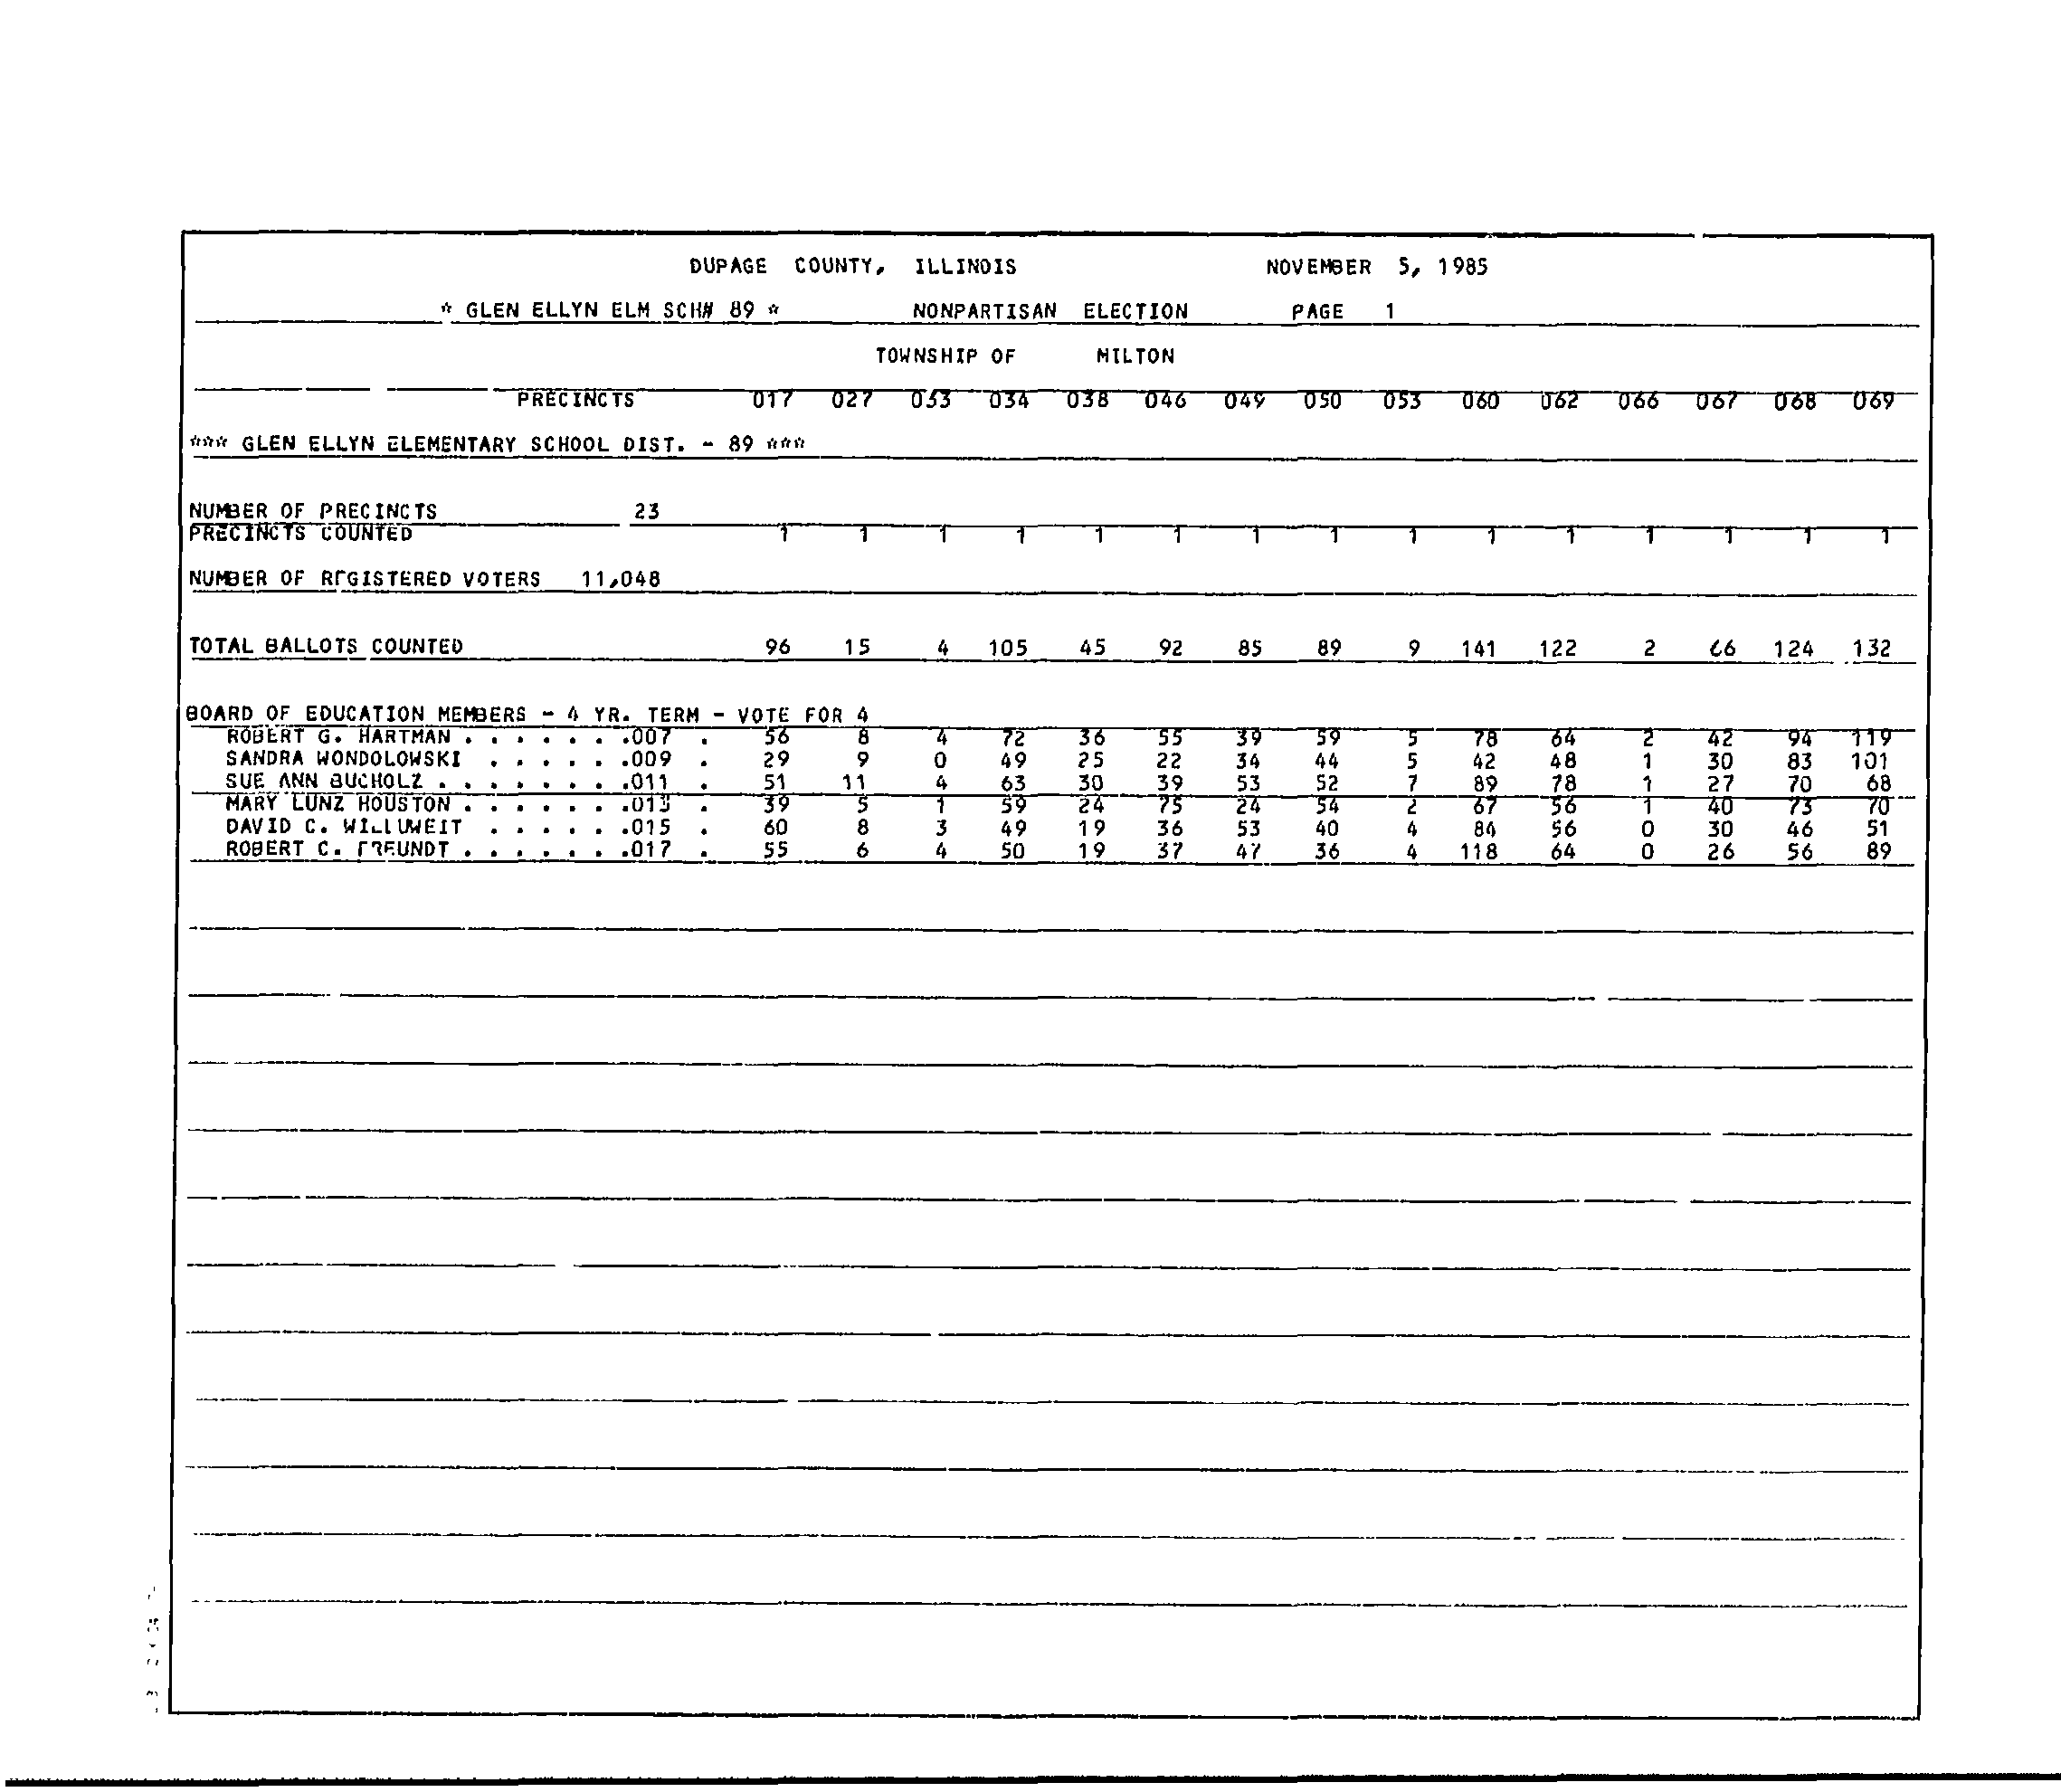 DUPAGE COUNTY, ILLINOIS NOVEMBER 5, 1985
* GLEN ELLYN ELM SCH# 89 * NONPARTISAN ELECTION PAGE 1
TOWNSHIP OF MILTON
PRECINCTS 017 027 033 034 038 046 049 050 053 060 062 066 067 068 069
*** GLEN ELLYN ELEMENTARY SCHOOL DIST. - 89 ***
NUMBER OF PRECINCTS 23
PRECINCTS COUNTED 1 1 1 1 1 1 1 1 1 1 1 1 1 1 1
NUMBER OF REGISTERED VOTERS 11,048
TOTAL BALLOTS COUNTED 96 15 4 105 45 92 85 89 9 141 122 2 66 124 132
BOARD OF EDUCATION MEMBERS - 4 YR. TERM - VOTE FOR 4
ROBERT G. HARTMAN . . . . . . .007 . 56 8 4 72 36 55 39 59 5 78 64 2 42 94 119
SANDRA WONDOLOWSKI . . . . . .009 . 29 9 0 49 25 22 34 44 5 42 48 1 30 83 101
SUE ANN BUCHOLZ . . . . . . . .011 . 51 11 4 63 30 39 53 52 7 89 78 1 27 70 68
MARY LUNZ HOUSTON . . . . . . .013 . 39 5 1 59 24 75 24 54 2 67 56 1 40 73 70
DAVID C. WILLUWEIT . . . . . .015 . 60 8 3 49 19 36 53 40 4 84 56 0 30 46 51
ROBERT C. FREUNDT . . . . . . .017 . 55 6 4 50 19 37 47 36 4 118 64 0 26 56 89